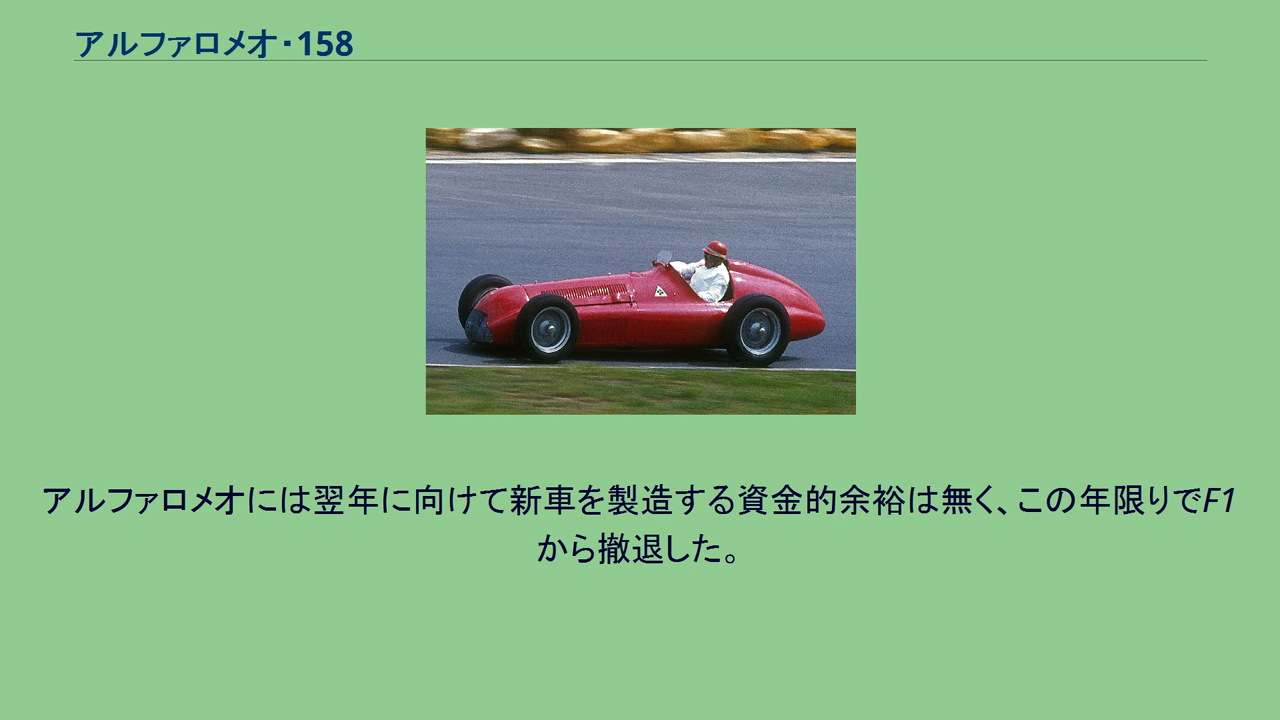 アルファロメオ・158
アルファロメオには翌年に向けて新車を製造する資金的余裕は無く、この年限りでF1
から撤退した。